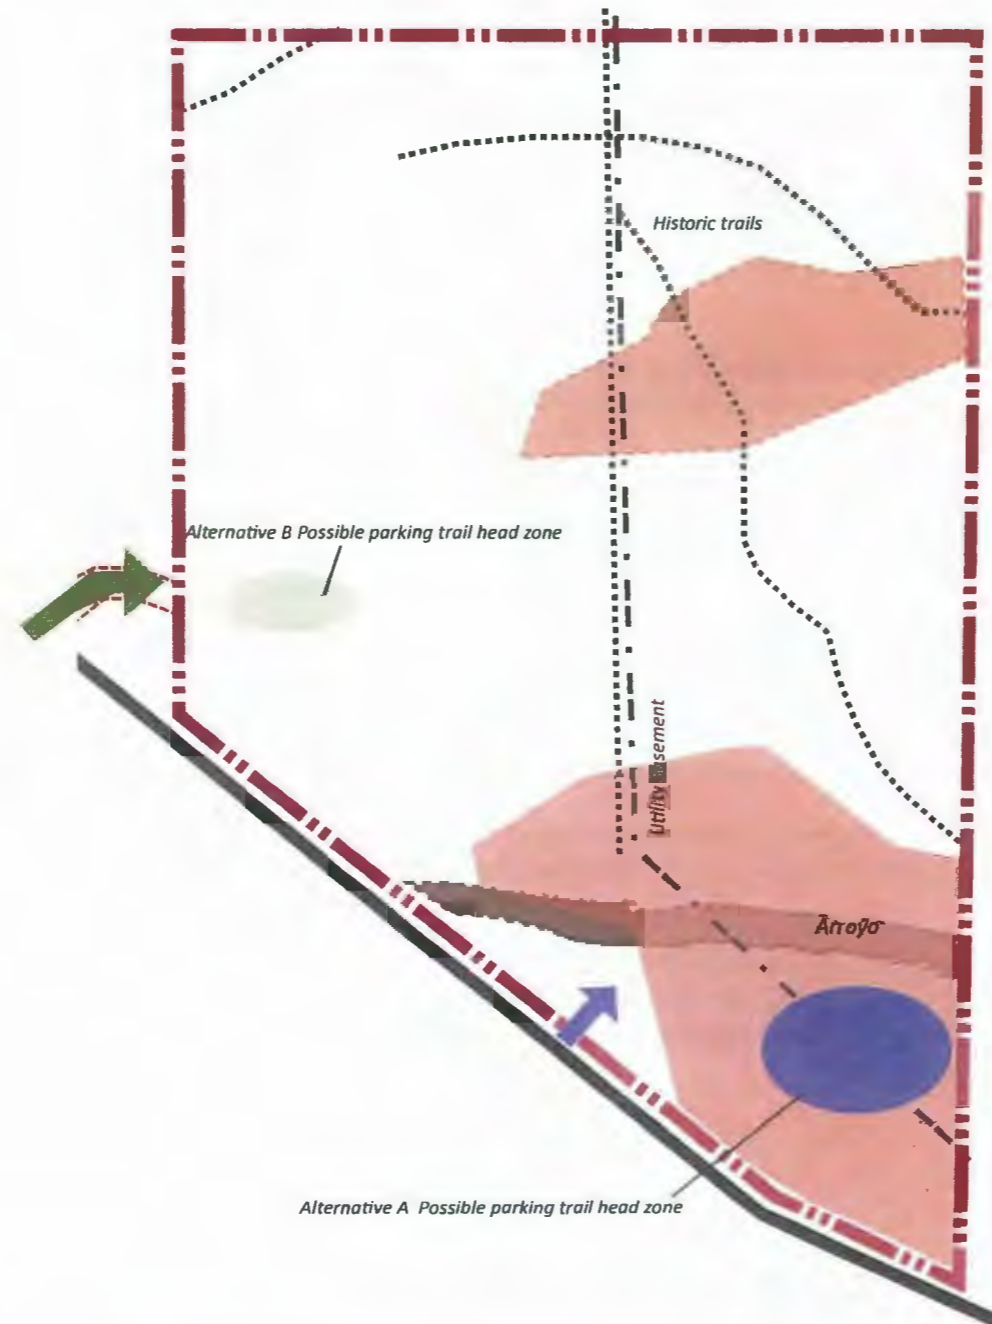 Historic trails
Alternative B Possible parking trail head zone
Utility Easement
Arroyo
Alternative A Possible parking trail head zone